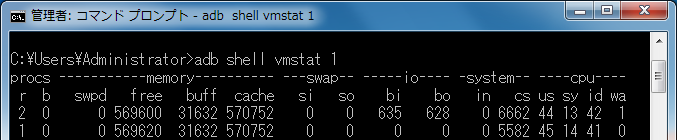 管理者: コマンド プロンプト - adb  shell vmstat 1
C:¥Users¥Administrator>adb shell vmstat 1
procs -----------memory---------- ---swap-- -----io---- -system-- ----cpu----
 r  b   swpd   free   buff  cache   si   so    bi    bo   in   cs us sy id wa
 2  0      0 569600  31632 570752    0    0   635   628    0 6662 44 13 42  1
 1  0      0 569620  31632 570752    0    0     0     0    0 5582 45 14 41  0